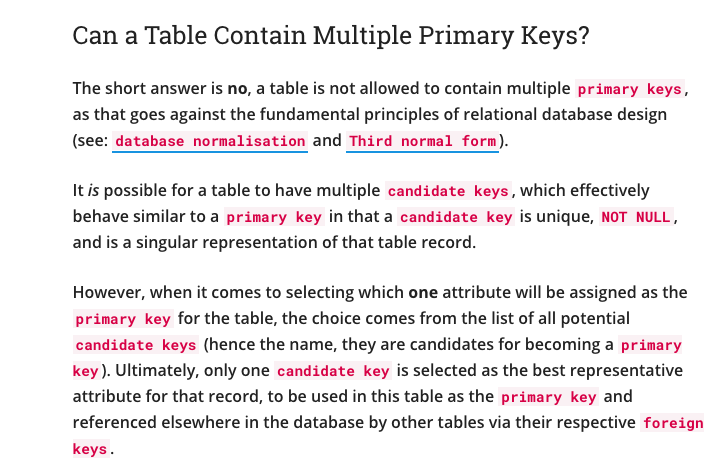 Can a Table Contain Multiple Primary Keys?
The short answer is no, a table is not allowed to contain multiple primary keys,
as that goes against the fundamental principles of relational database design
(see: database normalisation and Third normal form).
It is possible for a table to have multiple candidate keys, which effectively
behave similar to a primary key in that a candidate key is unique, NOT NULL,
and is a singular representation of that table record.
However, when it comes to selecting which one attribute will be assigned as the
primary key for the table, the choice comes from the list of all potential
candidate keys (hence the name, they are candidates for becoming a primary
key). Ultimately, only one candidate key is selected as the best representative
attribute for that record, to be used in this table as the primary key and
referenced elsewhere in the database by other tables via their respective foreign
keys.